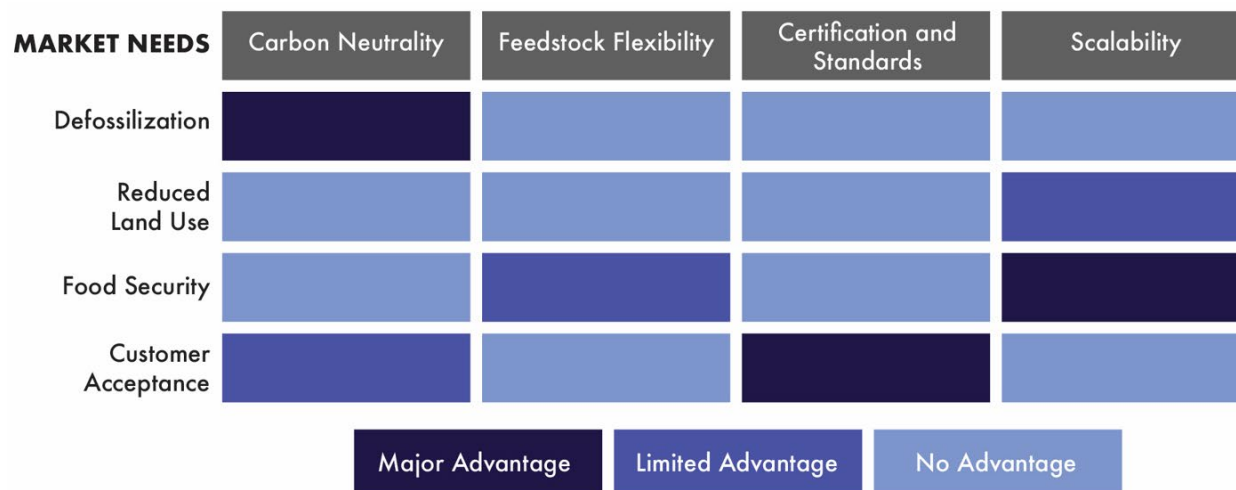 MARKET NEEDS
Carbon Neutrality
Feedstock Flexibility
Certification and
Standards
Scalability
Defossilization
Reduced
Land Use
Food Security
Customer
Acceptance
Major Advantage
Limited Advantage
No Advantage